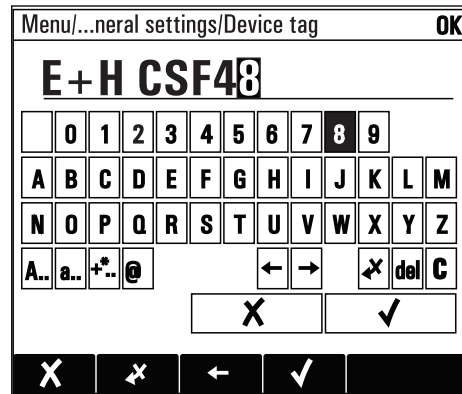 Menu/...neral settings/Device tag OK
E+H CSF48
0 1 2 3 4 5 6 7 8 9
A B C D E F G H I J K L M
N O P Q R S T U V W X Y Z
A.. a.. +*.. @ ← → ↶x del C
✗ ✓
✗ ↶x ← ✓